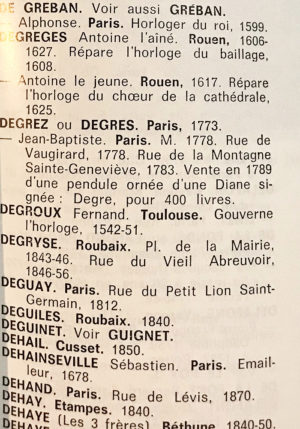 DE GREBAN. Voir aussi GRÉBAN.
Alphonse. Paris. Horloger du roi, 1599.
DEGREGES Antoine l'aîné. Rouen, 1606-
1627. Répare l'horloge du bailliage,
1608.
— Antoine le jeune. Rouen, 1617. Répare
l'horloge du chœur de la cathédrale,
1625.
DEGREZ ou DEGRES. Paris, 1773.
— Jean-Baptiste. Paris. M. 1778. Rue de
Vaugirard, 1778. Rue de la Montagne
Sainte-Geneviève, 1783. Vente en 1789
d'une pendule ornée d'une Diane si-
gnée : Degre, pour 400 livres.
DEGROUX Fernand. Toulouse. Gouverne
l'horloge, 1542-51.
DEGRYSE. Roubaix. Pl. de la Mairie,
1843-46. Rue du Vieil Abreuvoir,
1846-56.
DEGUAY. Paris. Rue du Petit Lion Saint-
Germain, 1812.
DEGUILES. Roubaix. 1840.
DEGUINET. Voir GUIGNET.
DEHAIL. Cusset. 1850.
DEHAINSEVILLE Sébastien. Paris. Email-
leur, 1678.
DEHAND. Paris. Rue de Lévis, 1870.
DEHAY. Etampes. 1840.
DEHAYE (Les 3 frères). Béthune. 1840-50.